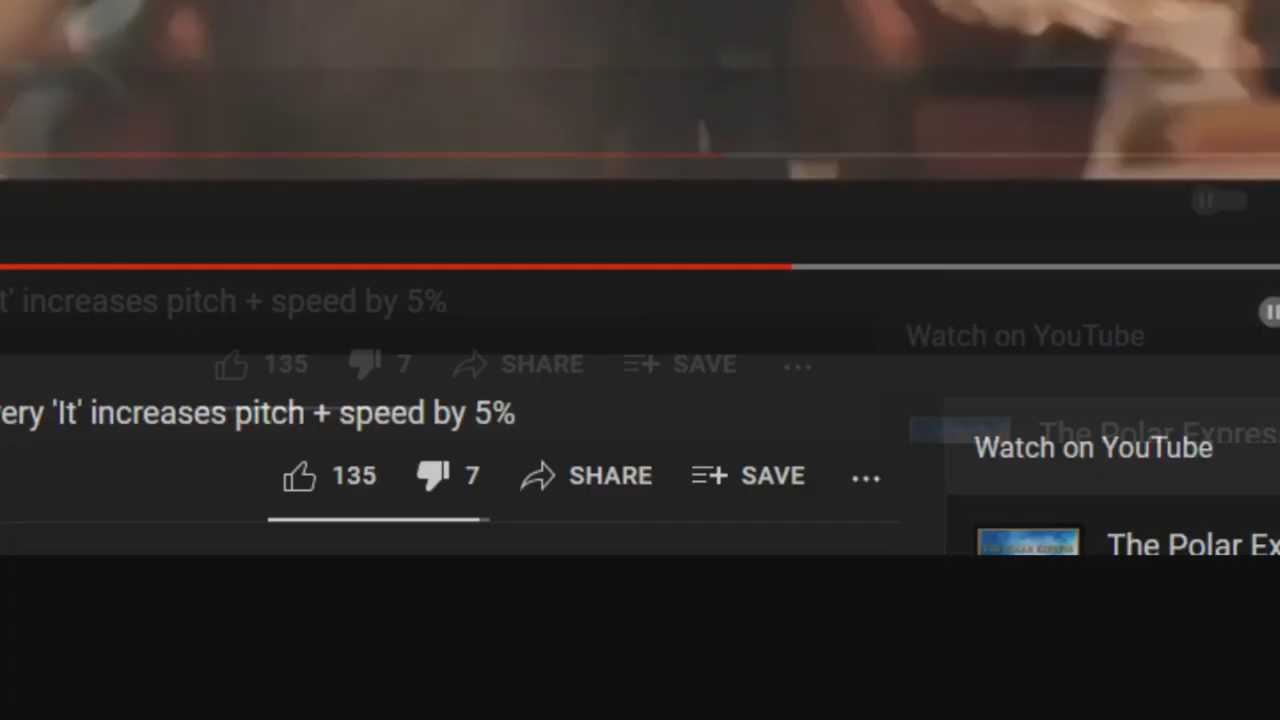 't' increases pitch + speed by 5%
Watch on YouTube
135 7 SHARE SAVE ...
The Polar Expres
ery 'It' increases pitch + speed by 5%
Watch on YouTube
135 7 SHARE SAVE ...
The Polar Ex